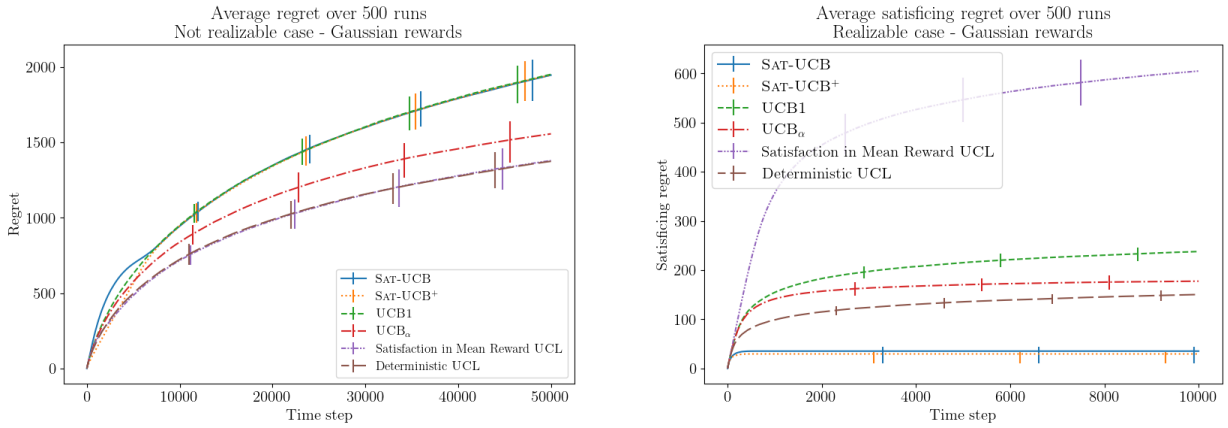 Average regret over 500 runs
Not realizable case - Gaussian rewards
2000
1500
1000
500
0
Regret
0 10000 20000 30000 40000 50000
Time step
SAT-UCB
SAT-UCB+
UCB1
UCBα
Satisfaction in Mean Reward UCL
Deterministic UCL
Average satisficing regret over 500 runs
Realizable case - Gaussian rewards
600
500
400
300
200
100
0
Satisficing regret
0 2000 4000 6000 8000 10000
Time step
SAT-UCB
SAT-UCB+
UCB1
UCBα
Satisfaction in Mean Reward UCL
Deterministic UCL